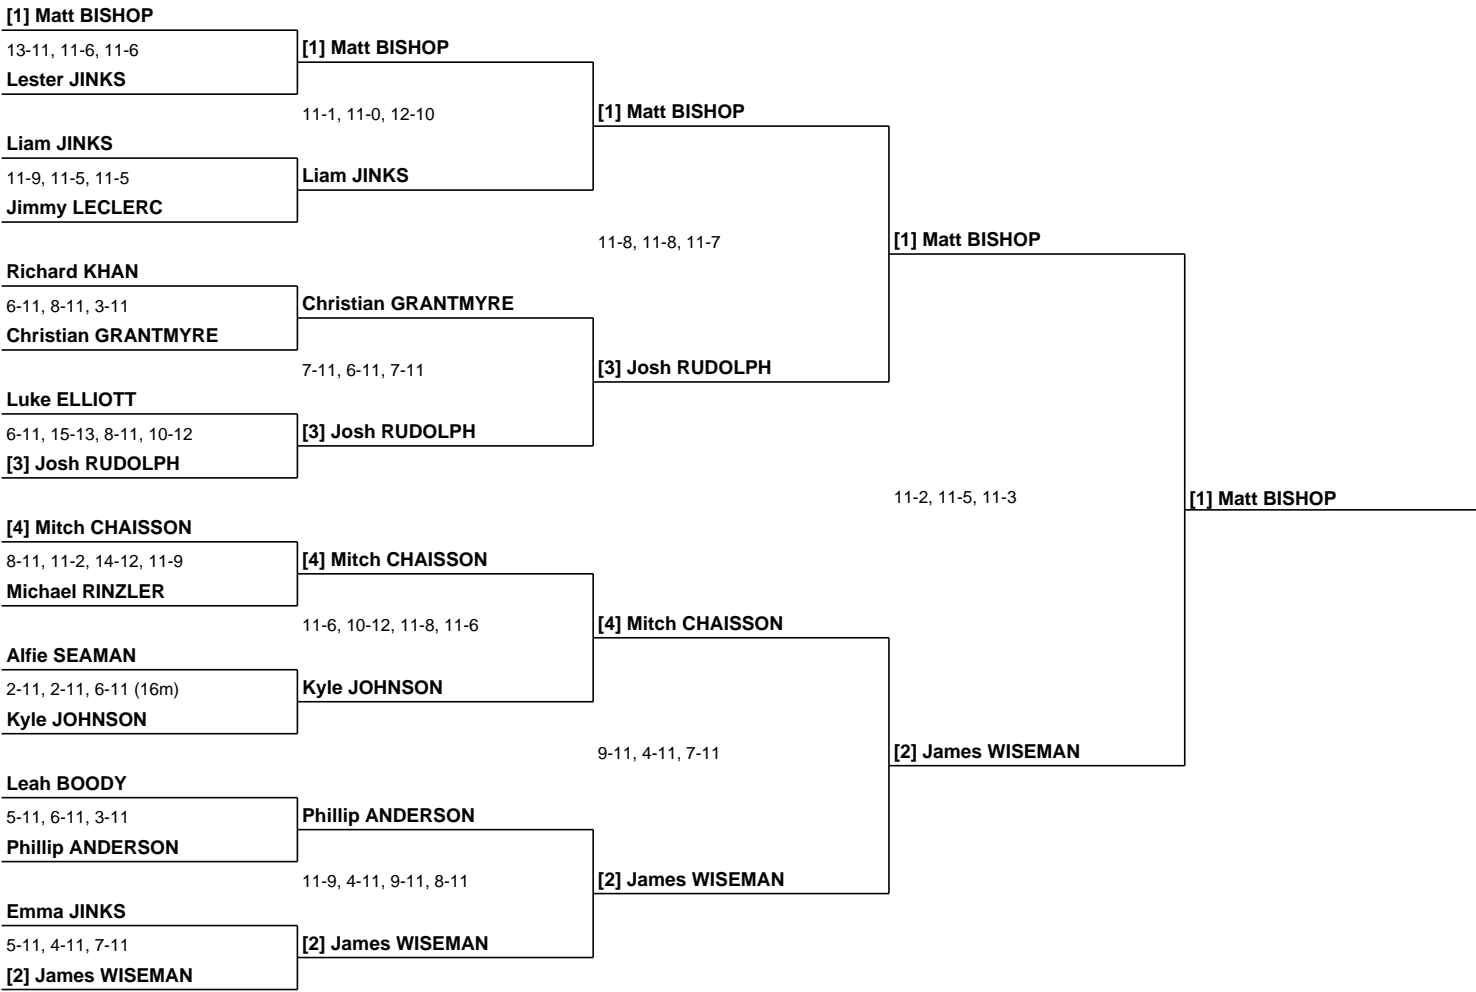 [1] Matt BISHOP
13-11, 11-6, 11-6
Lester JINKS
Liam JINKS
11-9, 11-5, 11-5
Jimmy LECLERC
Richard KHAN
6-11, 8-11, 3-11
Christian GRANTMYRE
Luke ELLIOTT
6-11, 15-13, 8-11, 10-12
[3] Josh RUDOLPH
[4] Mitch CHAISSON
8-11, 11-2, 14-12, 11-9
Michael RINZLER
Alfie SEAMAN
2-11, 2-11, 6-11 (16m)
Kyle JOHNSON
Leah BOODY
5-11, 6-11, 3-11
Phillip ANDERSON
Emma JINKS
5-11, 4-11, 7-11
[2] James WISEMAN
[1] Matt BISHOP
11-1, 11-0, 12-10
Liam JINKS
Christian GRANTMYRE
7-11, 6-11, 7-11
[3] Josh RUDOLPH
[4] Mitch CHAISSON
11-6, 10-12, 11-8, 11-6
Kyle JOHNSON
Phillip ANDERSON
11-9, 4-11, 9-11, 8-11
[2] James WISEMAN
[1] Matt BISHOP
11-8, 11-8, 11-7
[3] Josh RUDOLPH
[4] Mitch CHAISSON
9-11, 4-11, 7-11
[2] James WISEMAN
[1] Matt BISHOP
11-2, 11-5, 11-3
[2] James WISEMAN
[1] Matt BISHOP